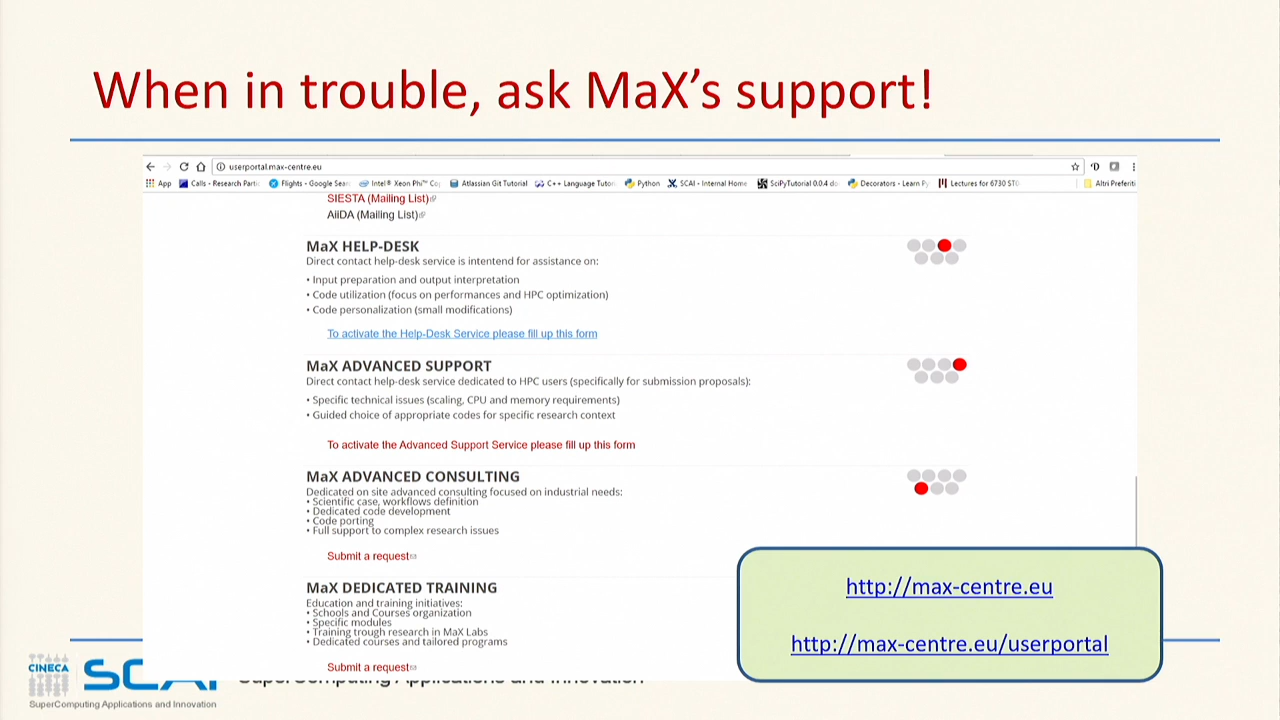 When in trouble, ask MaX's support!
userportal.max-centre.eu
App Calls - Research Partic Flights - Google Sear Intel® Xeon Phi™ Co Atlassian Git Tutorial C++ Language Tutor Python SCAI - Internal Home SciPyTutorial 0.0.4 do Decorators - Learn Py Lectures for 6730 STO Altri Preferiti
SIESTA (Mailing List)
AiiDA (Mailing List)
MaX HELP-DESK
Direct contact help-desk service is intendend for assistance on:
• Input preparation and output interpretation
• Code utilization (focus on performances and HPC optimization)
• Code personalization (small modifications)
To activate the Help-Desk Service please fill up this form
MaX ADVANCED SUPPORT
Direct contact help-desk service dedicated to HPC users (specifically for submission proposals):
• Specific technical issues (scaling, CPU and memory requirements)
• Guided choice of appropriate codes for specific research context
To activate the Advanced Support Service please fill up this form
MaX ADVANCED CONSULTING
Dedicated on site advanced consulting focused on industrial needs:
• Scientific case, workflows definition
• Dedicated code development
• Code porting
• Full support to complex research issues
Submit a request
MaX DEDICATED TRAINING
Education and training initiatives:
• Schools and Courses organization
• Specific modules
• Training trough research in MaX Labs
• Dedicated courses and tailored programs
Submit a request
http://max-centre.eu
http://max-centre.eu/userportal
CINECA
SCAI
SuperComputing Applications and Innovation
SuperComputing Applications and Innovation